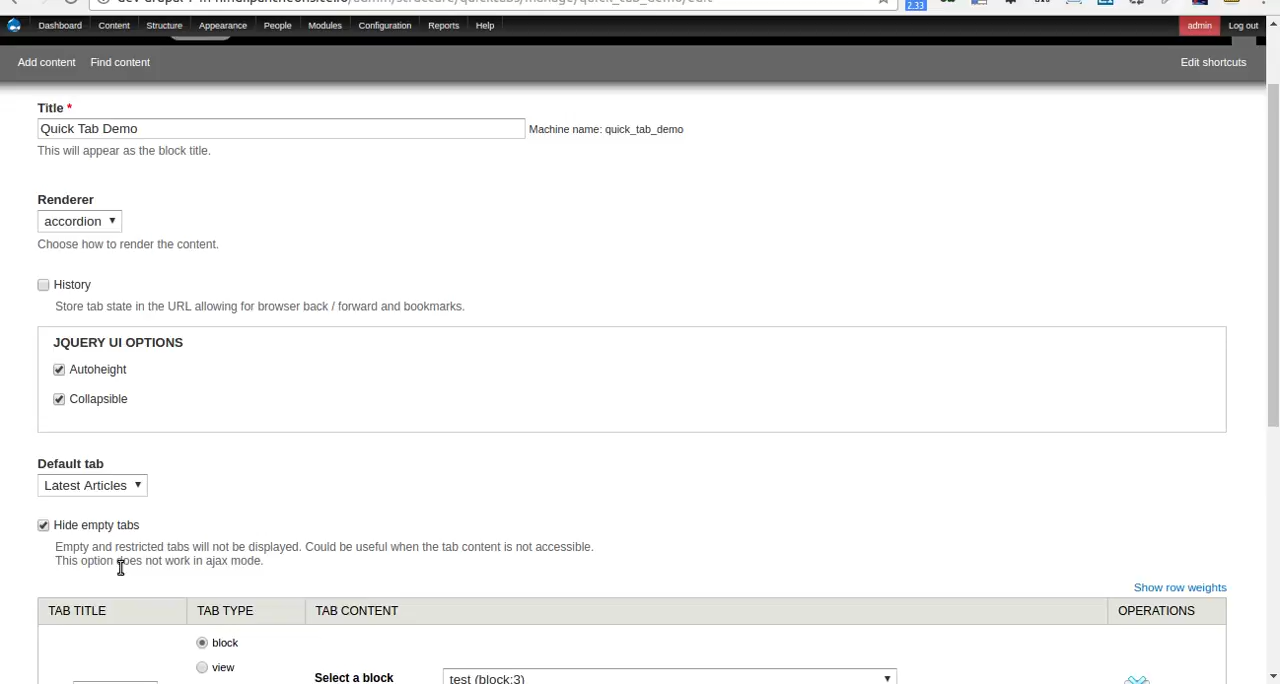 2.33
Dashboard Content Structure Appearance People Modules Configuration Reports Help admin Log out
Add content Find content Edit shortcuts
Title *
Quick Tab Demo Machine name: quick_tab_demo
This will appear as the block title.
Renderer
accordion
Choose how to render the content.
History
Store tab state in the URL allowing for browser back / forward and bookmarks.
JQUERY UI OPTIONS
Autoheight
Collapsible
Default tab
Latest Articles
Hide empty tabs
Empty and restricted tabs will not be displayed. Could be useful when the tab content is not accessible.
This option does not work in ajax mode.
Show row weights
TAB TITLE TAB TYPE TAB CONTENT OPERATIONS
block
view
Select a block test (block:3)